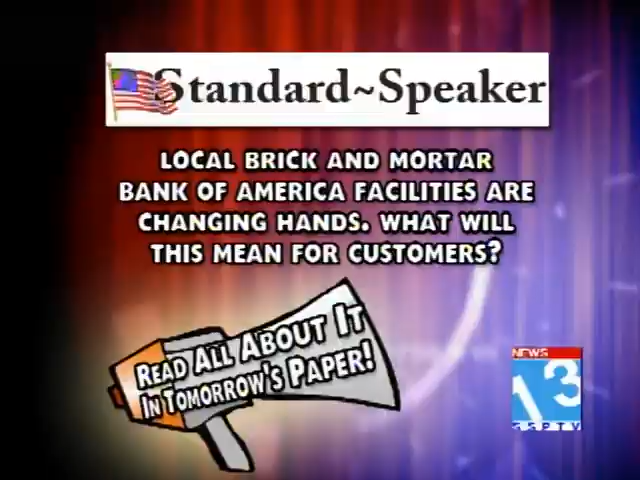 Standard~Speaker
LOCAL BRICK AND MORTAR
BANK OF AMERICA FACILITIES ARE
CHANGING HANDS. WHAT WILL
THIS MEAN FOR CUSTOMERS?
READ ALL ABOUT IT
IN TOMORROW'S PAPER!
NEWS
13
SSPTV